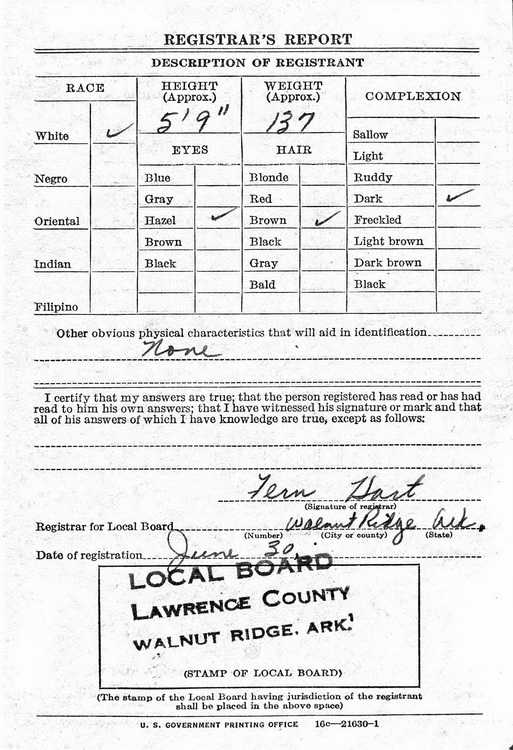 REGISTRAR'S REPORT
DESCRIPTION OF REGISTRANT
RACE
HEIGHT (Approx.)
WEIGHT (Approx.)
COMPLEXION
5' 9" 137
White ✓
EYES
HAIR
Sallow
Light
Negro
Blue
Blonde
Ruddy
Gray
Red
Dark ✓
Oriental
Hazel ✓
Brown ✓
Freckled
Brown
Black
Light brown
Indian
Black
Gray
Dark brown
Bald
Black
Filipino
Other obvious physical characteristics that will aid in identification
None
I certify that my answers are true; that the person registered has read or has had
read to him his own answers; that I have witnessed his signature or mark and that
all of his answers of which I have knowledge are true, except as follows:
Fern Hart
(Signature of registrar)
Registrar for Local Board Walnut Ridge Ark.
(Number) (City or county) (State)
Date of registration June 30,
LOCAL BOARD
LAWRENCE COUNTY
WALNUT RIDGE, ARK.
(STAMP OF LOCAL BOARD)
(The stamp of the Local Board having jurisdiction of the registrant
shall be placed in the above space)
U. S. GOVERNMENT PRINTING OFFICE 16c—21630-1